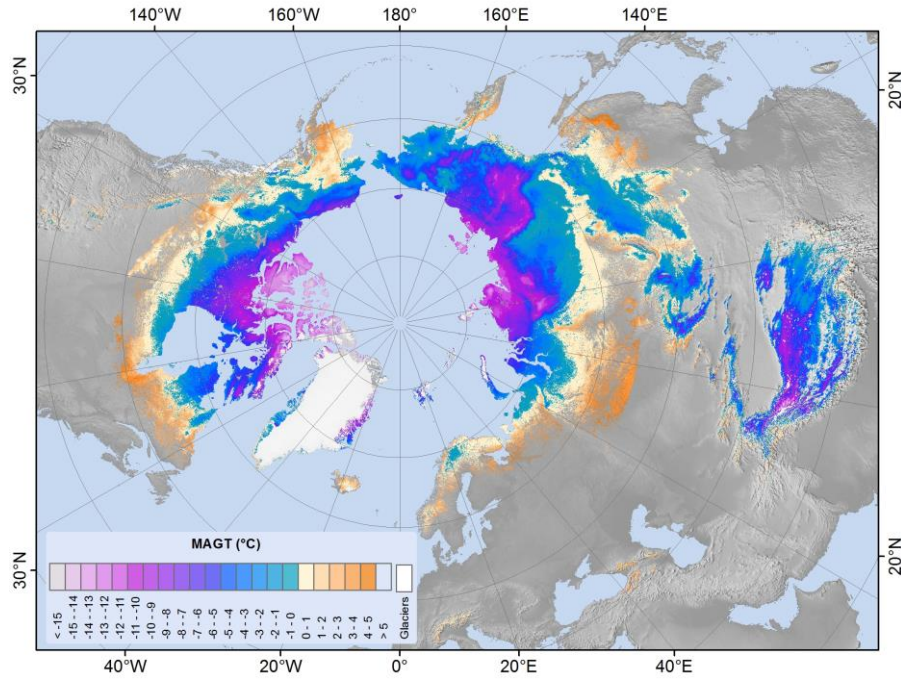 140°W 160°W 180° 160°E 140°E
30°N
20°N
30°N
20°N
MAGT (°C)
< -15
-15 - -14
-14 - -13
-13 - -12
-12 - -11
-11 - -10
-10 - -9
-9 - -8
-8 - -7
-7 - -6
-6 - -5
-5 - -4
-4 - -3
-3 - -2
-2 - -1
-1 - 0
0 - 1
1 - 2
2 - 3
3 - 4
4 - 5
> 5
Glaciers
40°W 20°W 0° 20°E 40°E